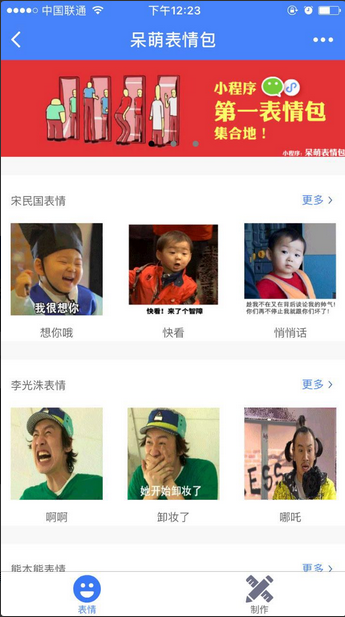 中国联通
下午12:23
呆萌表情包
小程序
第一表情包
集合地！
小程序：呆萌表情包
宋民国表情
更多
我很想你
快看！来了个智障
趁我不在又在背后谈论我的帅气！
你们再不停止我就跟你们坏了！
想你哦
快看
悄悄话
李光洙表情
更多
她开始卸妆了
啊啊
卸妆了
哪吒
熊本熊表情
更多
表情
制作